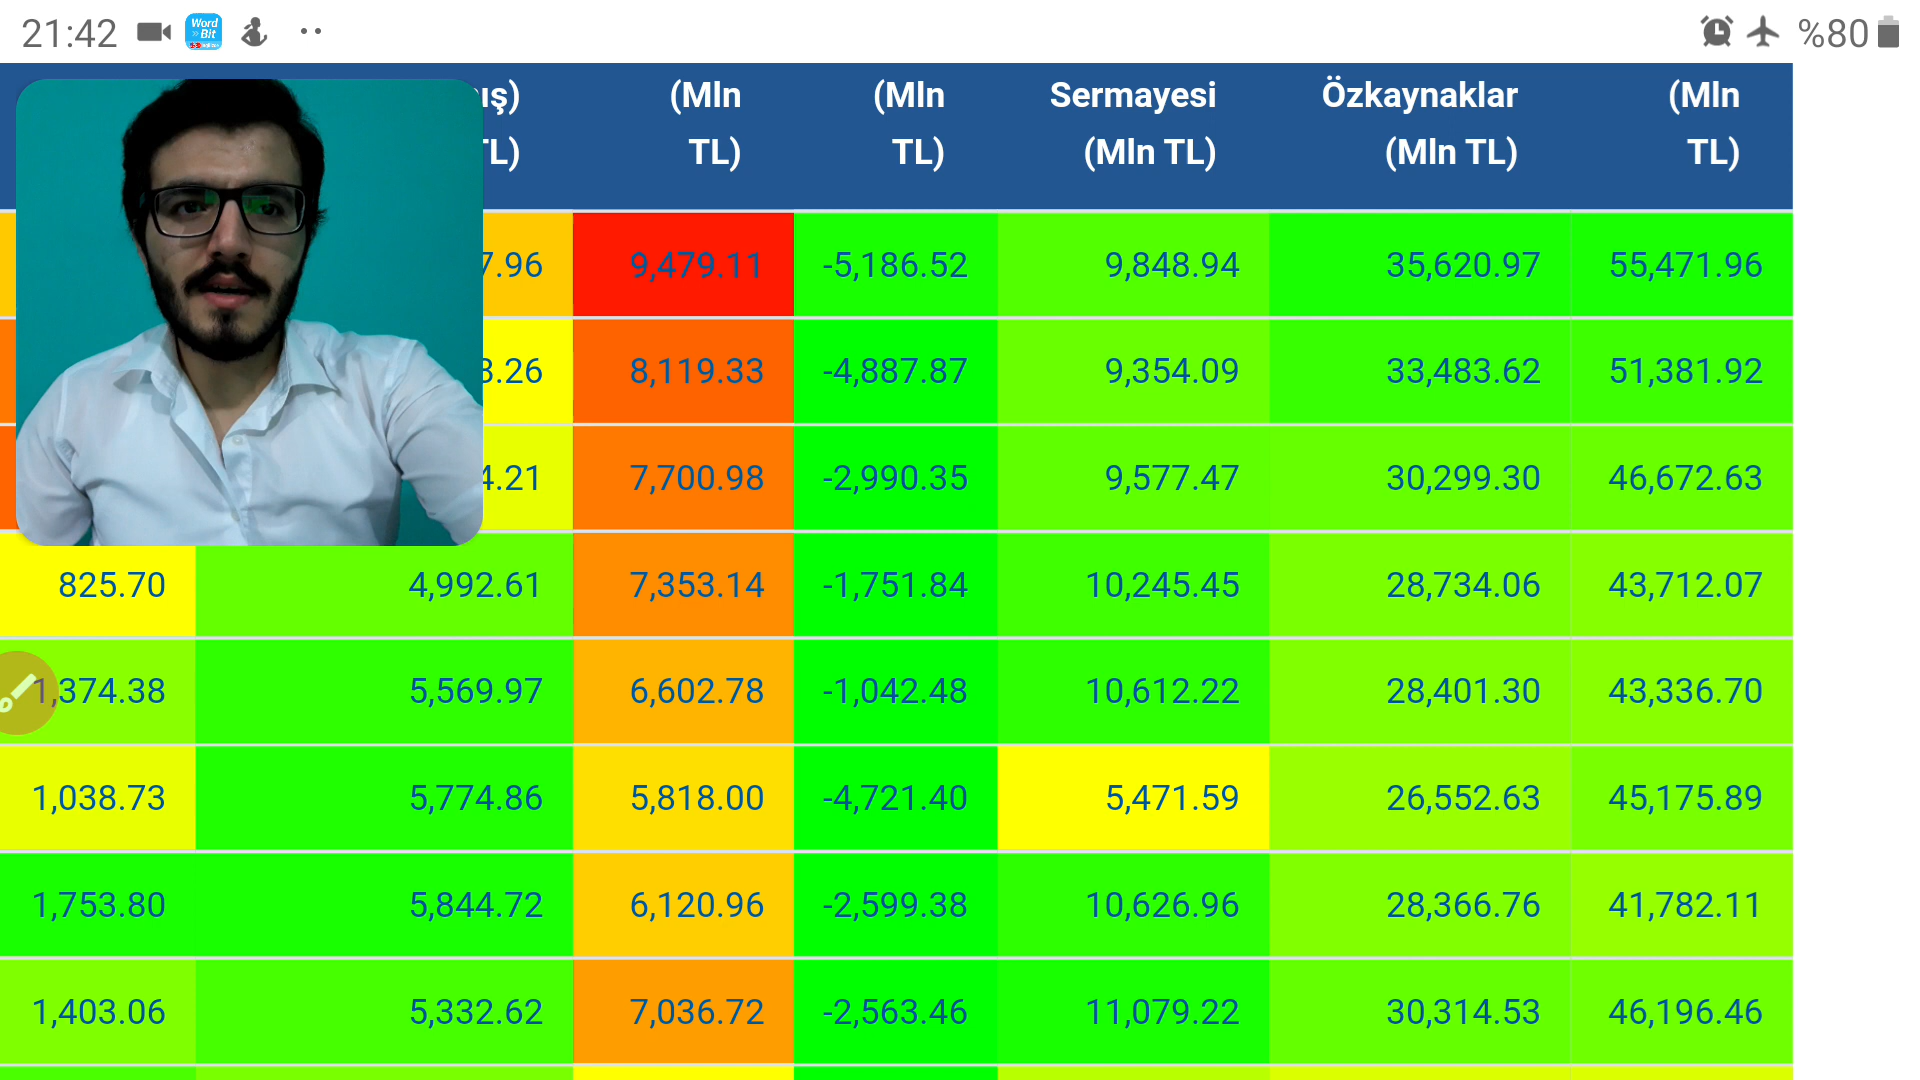 21:42 Word Bit %80
(Mln (Mln Sermayesi Özkaynaklar (Mln
TL) TL) (Mln TL) (Mln TL) TL)
7.96 9,479.11 -5,186.52 9,848.94 35,620.97 55,471.96
3.26 8,119.33 -4,887.87 9,354.09 33,483.62 51,381.92
4.21 7,700.98 -2,990.35 9,577.47 30,299.30 46,672.63
825.70 4,992.61 7,353.14 -1,751.84 10,245.45 28,734.06 43,712.07
1,374.38 5,569.97 6,602.78 -1,042.48 10,612.22 28,401.30 43,336.70
1,038.73 5,774.86 5,818.00 -4,721.40 5,471.59 26,552.63 45,175.89
1,753.80 5,844.72 6,120.96 -2,599.38 10,626.96 28,366.76 41,782.11
1,403.06 5,332.62 7,036.72 -2,563.46 11,079.22 30,314.53 46,196.46